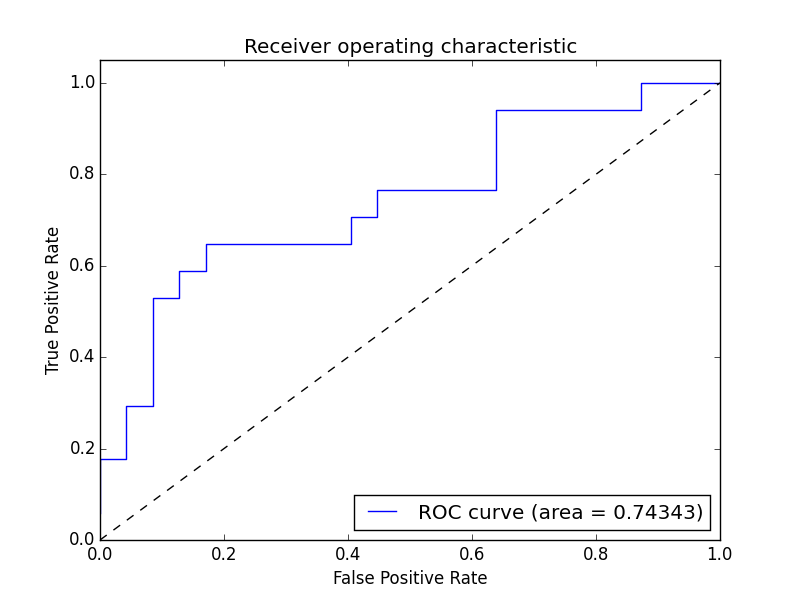 Receiver operating characteristic
True Positive Rate
1.0
0.8
0.6
0.4
0.2
0.0
ROC curve (area = 0.74343)
0.0 0.2 0.4 0.6 0.8 1.0
False Positive Rate